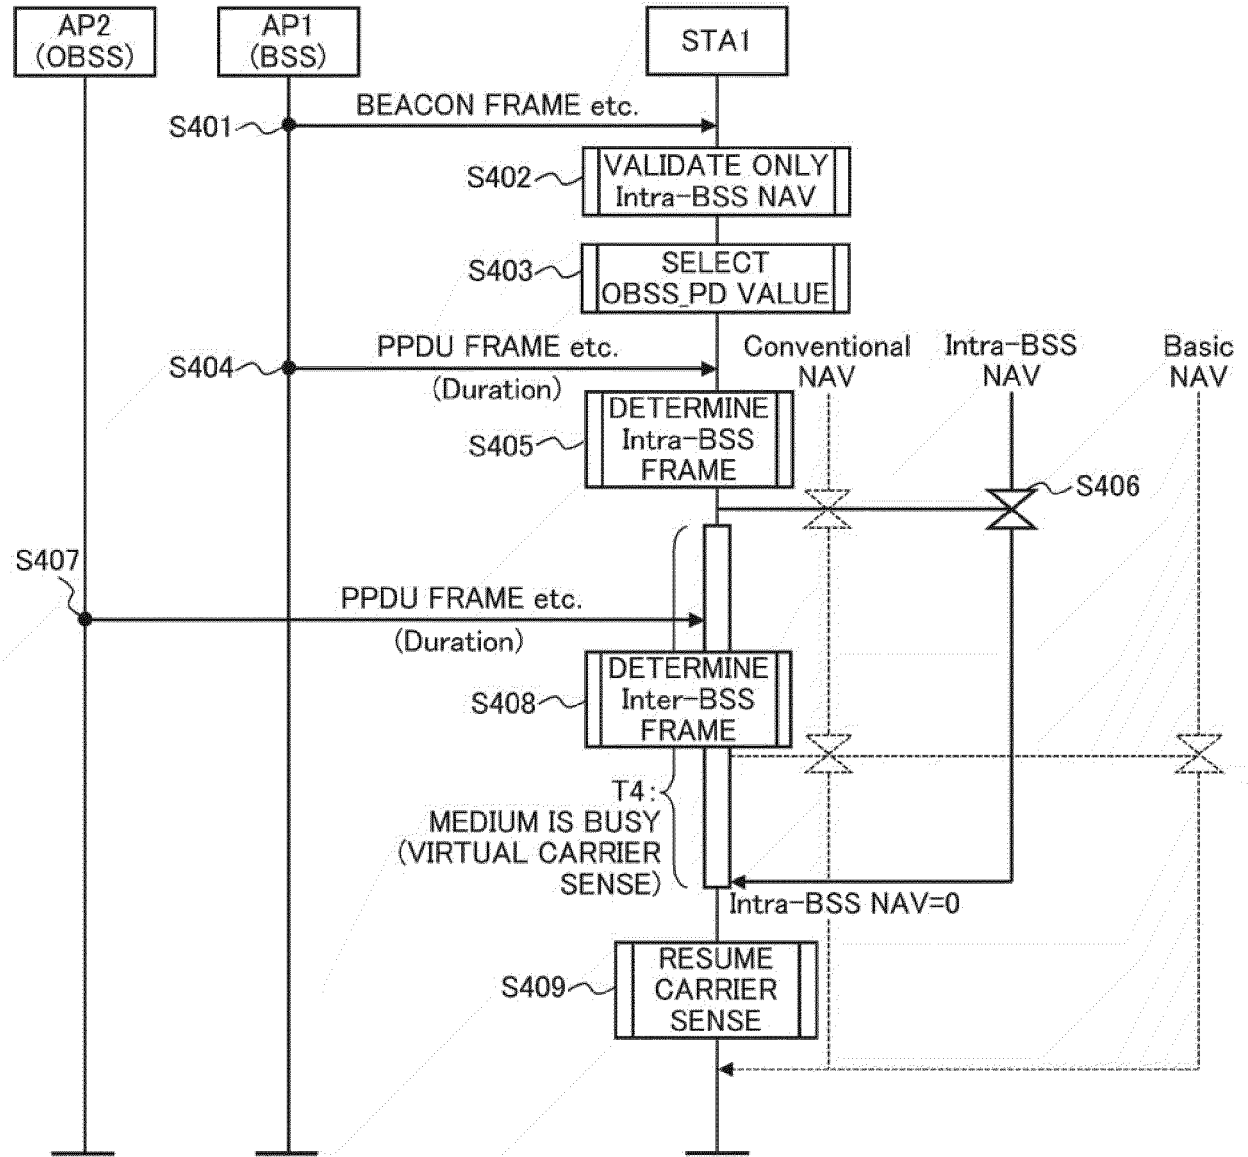 AP2
(OBSS)
AP1
(BSS)
STA1
BEACON FRAME etc.
S401
VALIDATE ONLY
Intra-BSS NAV
S402
SELECT
OBSS_PD VALUE
S403
PPDU FRAME etc.
(Duration)
S404
Conventional
NAV
Intra-BSS
NAV
Basic
NAV
DETERMINE
Intra-BSS
FRAME
S405
S406
S407
PPDU FRAME etc.
(Duration)
DETERMINE
Inter-BSS
FRAME
S408
T4:
MEDIUM IS BUSY
(VIRTUAL CARRIER
SENSE)
Intra-BSS NAV=0
RESUME
CARRIER
SENSE
S409